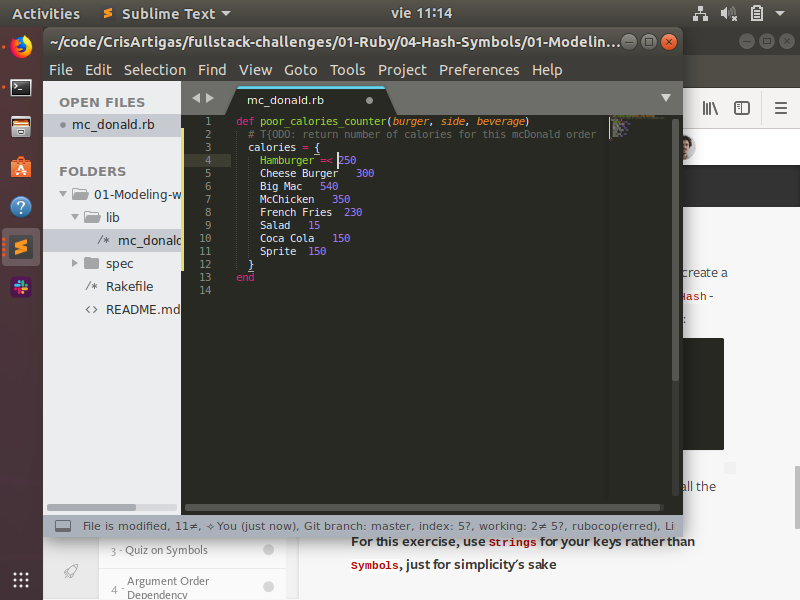 Activities
Sublime Text
vie 11:14
~/code/CrisArtigas/fullstack-challenges/01-Ruby/04-Hash-Symbols/01-Modelin...
File Edit Selection Find View Goto Tools Project Preferences Help
OPEN FILES
mc_donald.rb
FOLDERS
01-Modeling-w
lib
/* mc_donald
spec
/* Rakefile
<> README.md
mc_donald.rb
1 def poor_calories_counter(burger, side, beverage)
2 # T{ODO: return number of calories for this mcDonald order
3 calories = {
4 Hamburger =< 250
5 Cheese Burger 300
6 Big Mac 540
7 McChicken 350
8 French Fries 230
9 Salad 15
10 Coca Cola 150
11 Sprite 150
12 }
13 end
14
File is modified, 11≠, You (just now), Git branch: master, index: 5?, working: 2≠ 5?, rubocop(erred), Li
create a
Hash-
:
all the
3 - Quiz on Symbols
4 - Argument Order
Dependency
For this exercise, use Strings for your keys rather than
Symbols, just for simplicity's sake